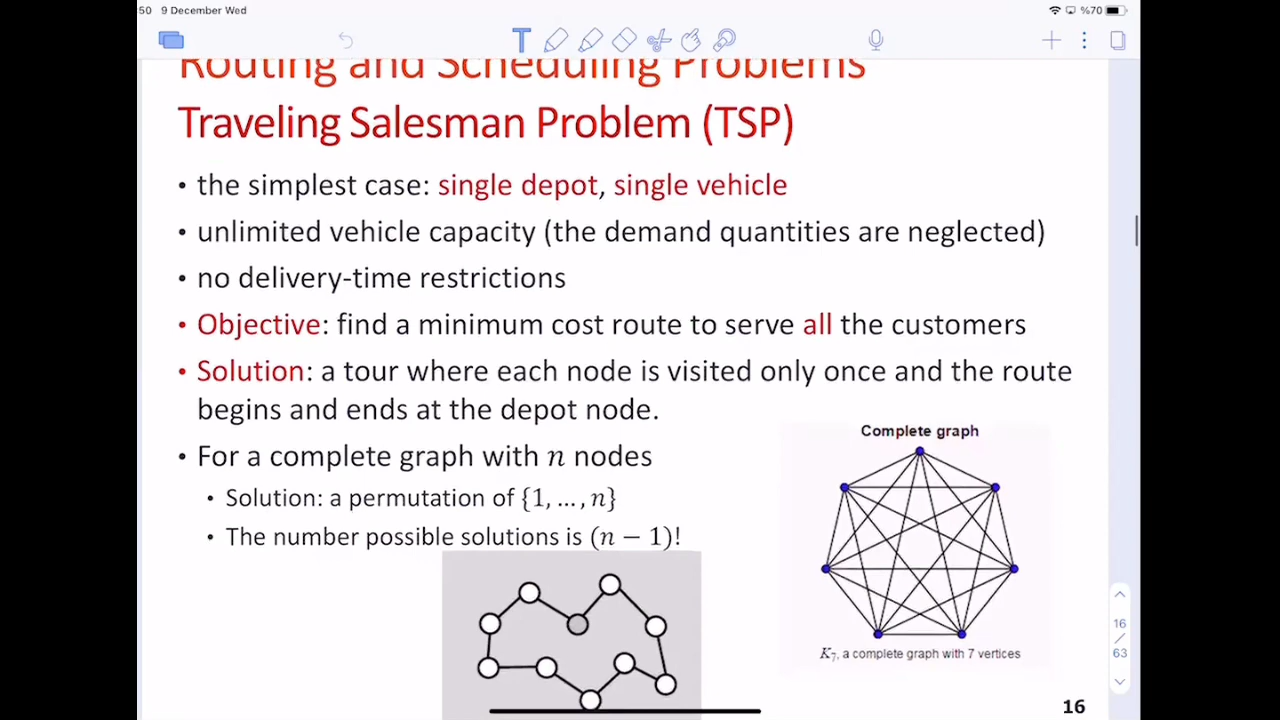 50 9 December Wed
%70
Routing and Scheduling Problems
Traveling Salesman Problem (TSP)
• the simplest case: single depot, single vehicle
• unlimited vehicle capacity (the demand quantities are neglected)
• no delivery-time restrictions
• Objective: find a minimum cost route to serve all the customers
• Solution: a tour where each node is visited only once and the route
begins and ends at the depot node.
• For a complete graph with n nodes
• Solution: a permutation of {1, … , n}
• The number possible solutions is (n − 1)!
Complete graph
K₇, a complete graph with 7 vertices
16
/
63
16